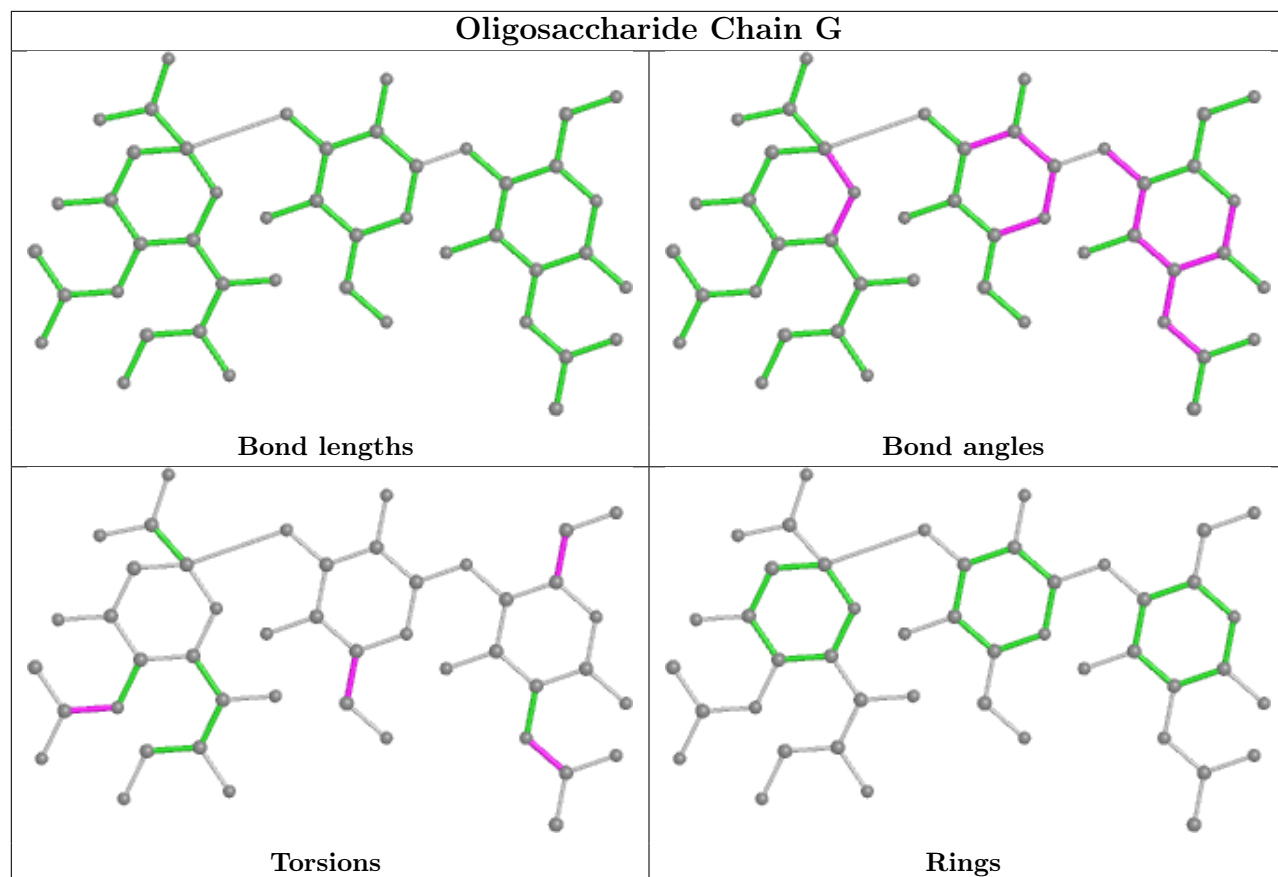 Oligosaccharide Chain G
Bond lengths
Bond angles
Torsions
Rings